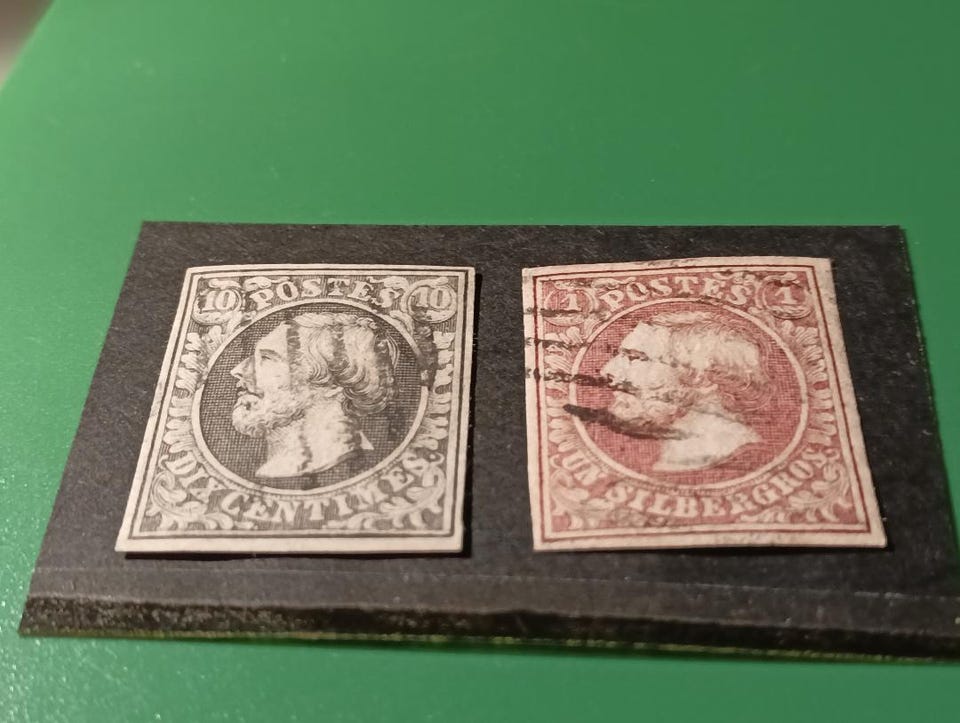 10 POSTES 10
DIX CENTIMES.
1 POSTES 1
UN SILBERGROS.